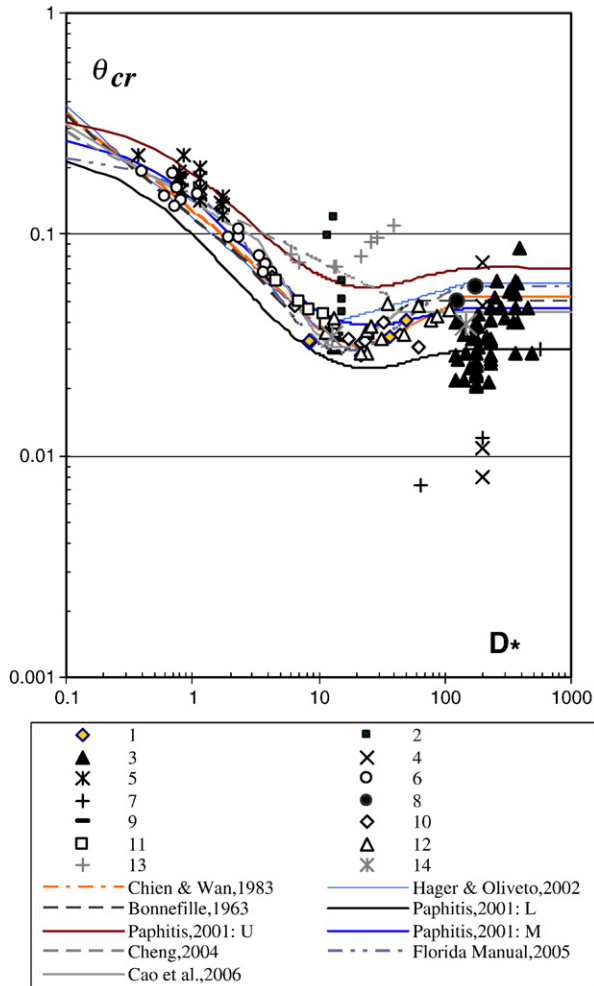 1
θcr
0.1
0.01
D*
0.001
0.1 1 10 100 1000
1 2
3 4
5 6
7 8
9 10
11 12
13 14
Chien & Wan,1983 Hager & Oliveto,2002
Bonnefille,1963 Paphitis,2001: L
Paphitis,2001: U Paphitis,2001: M
Cheng,2004 Florida Manual,2005
Cao et al.,2006